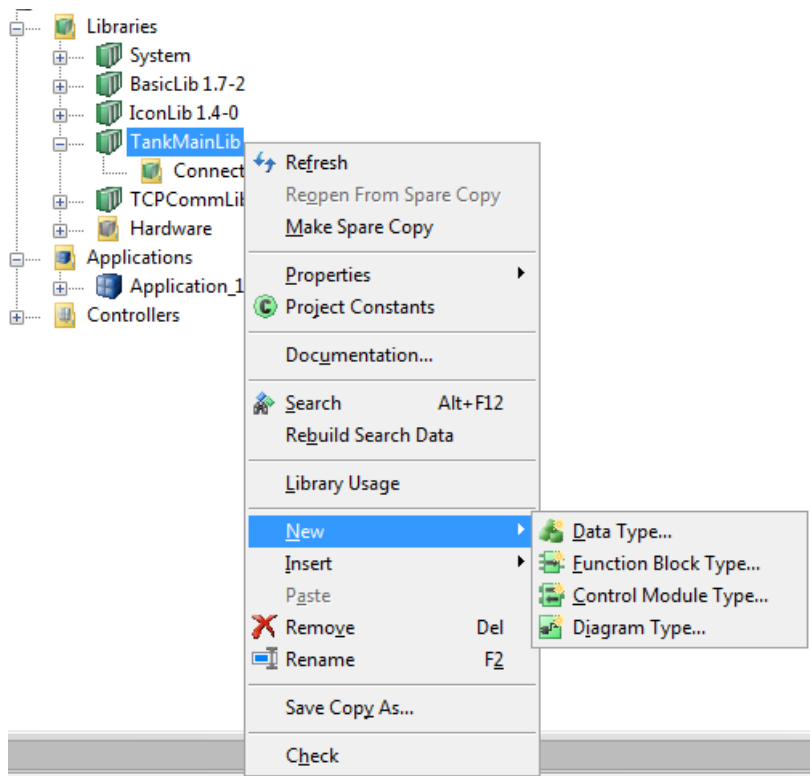 Libraries
System
BasicLib 1.7-2
IconLib 1.4-0
TankMainLib
Connect
TCPCommLib
Hardware
Applications
Application_1
Controllers
Refresh
Reopen From Spare Copy
Make Spare Copy
Properties
Project Constants
Documentation...
Search Alt+F12
Rebuild Search Data
Library Usage
New
Insert
Paste
Remove Del
Rename F2
Save Copy As...
Check
Data Type...
Function Block Type...
Control Module Type...
Diagram Type...